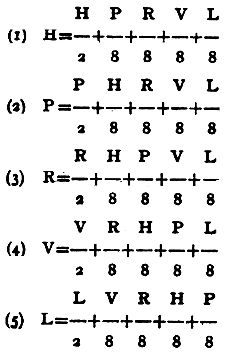 H P R V L
(1) H=—+—+—+—+—
2 8 8 8 8
P H R V L
(2) P=—+—+—+—+—
2 8 8 8 8
R H P V L
(3) R=—+—+—+—+—
2 8 8 8 8
V R H P L
(4) V=—+—+—+—+—
2 8 8 8 8
L V R H P
(5) L=—+—+—+—+—
2 8 8 8 8